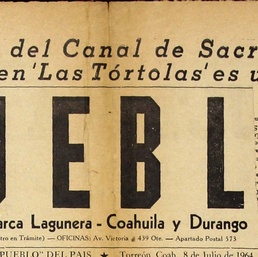 del Canal de Sacr
en 'Las Tórtolas' es u
UEBL
arca Lagunera - Coahuila y Durango
tro en Trámite) — OFICINAS: Av. Victoria 439 Ote. — Apartado Postal 573
PUEBLO" DEL PAIS ★ Torreón, Coah., 8 de Julio de 1964